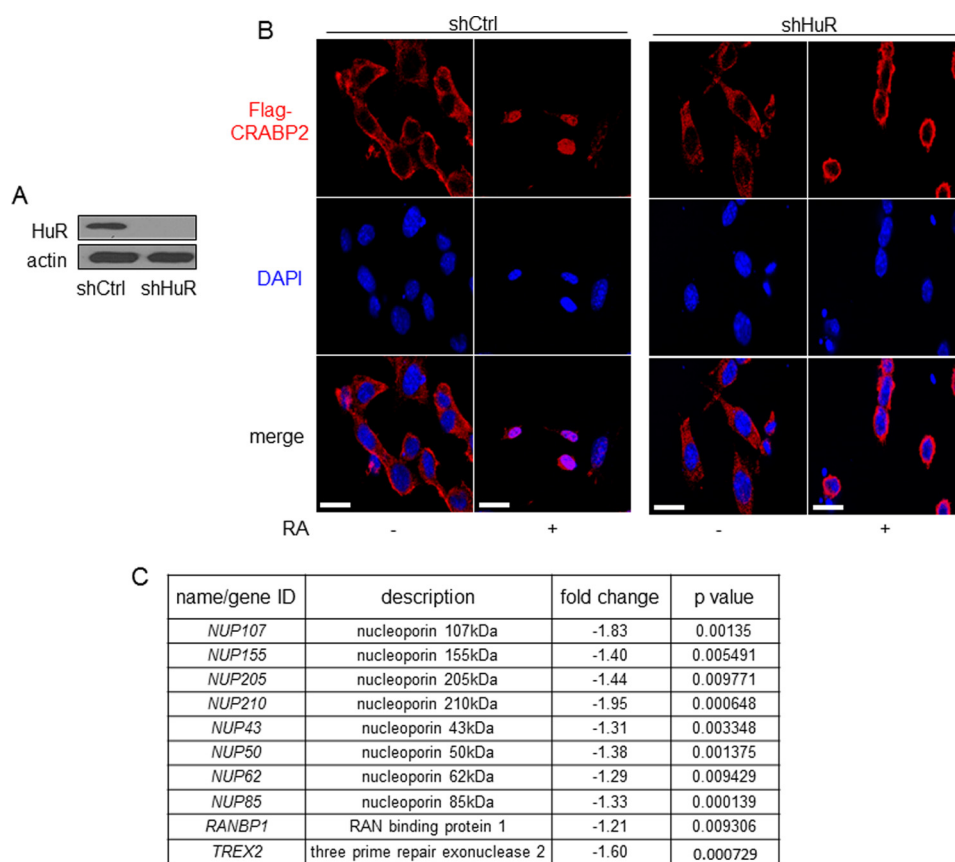 B
shCtrl shHuR
Flag-
CRABP2
A
HuR
actin
shCtrl shHuR
DAPI
merge
RA - + - +
C
name/gene ID description fold change p value
NUP107 nucleoporin 107kDa -1.83 0.00135
NUP155 nucleoporin 155kDa -1.40 0.005491
NUP205 nucleoporin 205kDa -1.44 0.009771
NUP210 nucleoporin 210kDa -1.95 0.000648
NUP43 nucleoporin 43kDa -1.31 0.003348
NUP50 nucleoporin 50kDa -1.38 0.001375
NUP62 nucleoporin 62kDa -1.29 0.009429
NUP85 nucleoporin 85kDa -1.33 0.000139
RANBP1 RAN binding protein 1 -1.21 0.009306
TREX2 three prime repair exonuclease 2 -1.60 0.000729